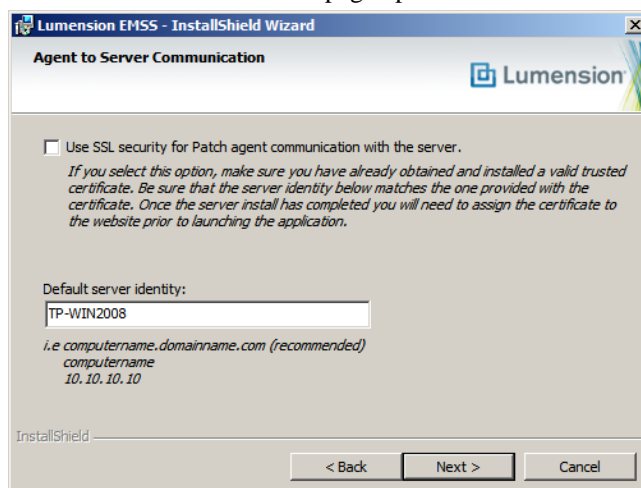 Lumension EMSS - InstallShield Wizard
Agent to Server Communication
Lumension
Use SSL security for Patch agent communication with the server.
If you select this option, make sure you have already obtained and installed a valid trusted
certificate. Be sure that the server identity below matches the one provided with the
certificate. Once the server install has completed you will need to assign the certificate to
the website prior to launching the application.
Default server identity:
TP-WIN2008
i.e computername.domainname.com (recommended)
computername
10.10.10.10
InstallShield
< Back Next > Cancel